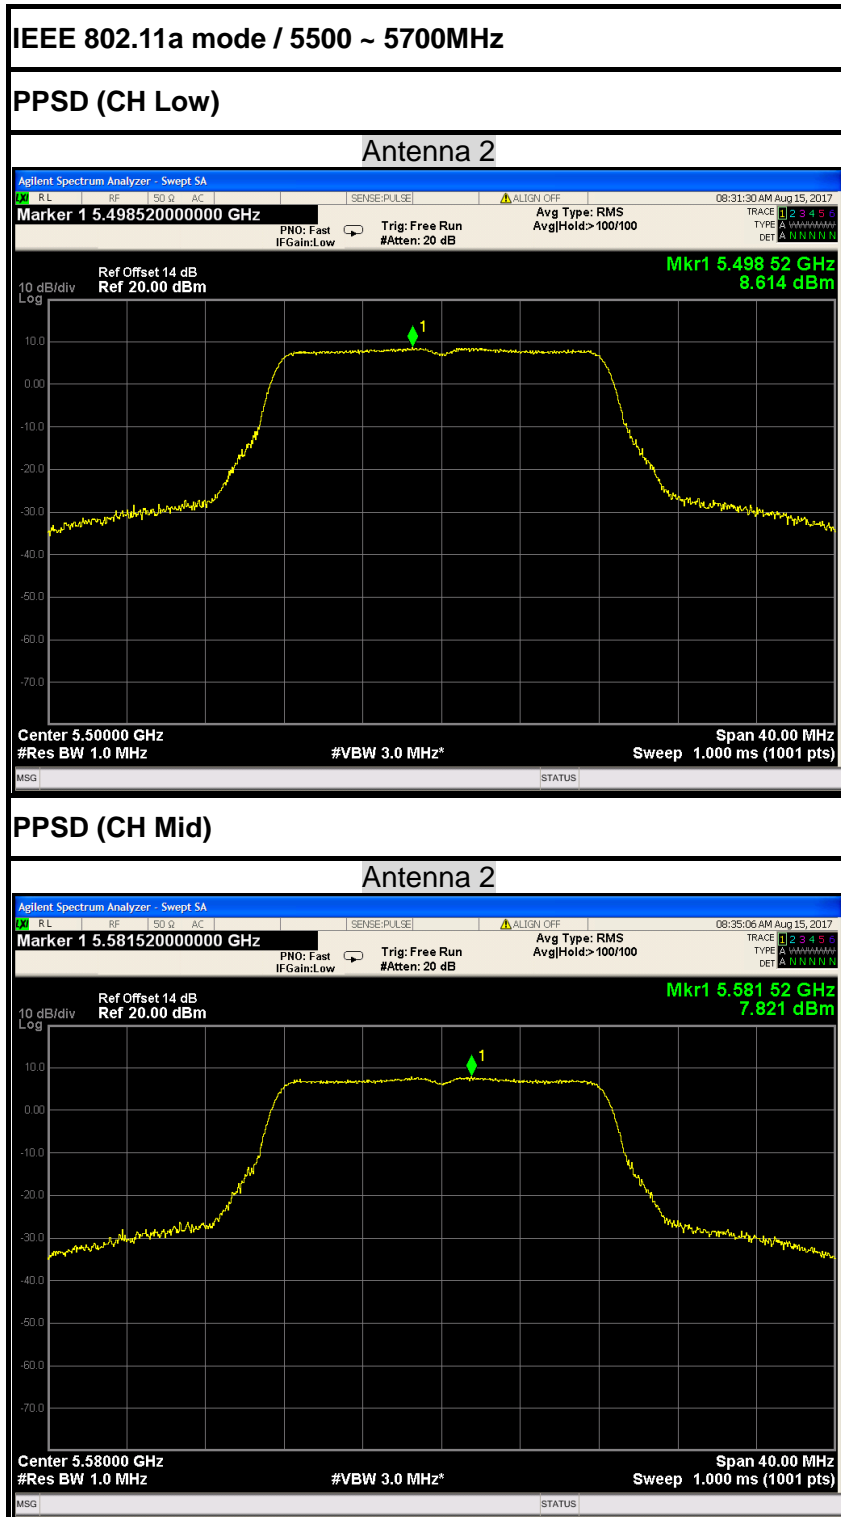 IEEE 802.11a mode / 5500 ~ 5700MHz
PPSD (CH Low)
Antenna 2
Agilent Spectrum Analyzer - Swept SA
LXI RL RF 50 Ω AC SENSE:PULSE ALIGN OFF 08:31:30 AM Aug 15, 2017
Marker 1 5.498520000000 GHz
PNO: Fast
IFGain:Low
Trig: Free Run
#Atten: 20 dB
Avg Type: RMS
Avg|Hold:>100/100
TRACE 1 2 3 4 5 6
TYPE A WWWWW
DET A N N N N N
Mkr1 5.498 52 GHz
8.614 dBm
Ref Offset 14 dB
10 dB/div Ref 20.00 dBm
Log
1
10.0
0.00
-10.0
-20.0
-30.0
-40.0
-50.0
-60.0
-70.0
Center 5.50000 GHz Span 40.00 MHz
#Res BW 1.0 MHz #VBW 3.0 MHz* Sweep 1.000 ms (1001 pts)
MSG STATUS
PPSD (CH Mid)
Antenna 2
Agilent Spectrum Analyzer - Swept SA
LXI RL RF 50 Ω AC SENSE:PULSE ALIGN OFF 08:35:06 AM Aug 15, 2017
Marker 1 5.581520000000 GHz
PNO: Fast
IFGain:Low
Trig: Free Run
#Atten: 20 dB
Avg Type: RMS
Avg|Hold:>100/100
TRACE 1 2 3 4 5 6
TYPE A WWWWW
DET A N N N N N
Mkr1 5.581 52 GHz
7.821 dBm
Ref Offset 14 dB
10 dB/div Ref 20.00 dBm
Log
1
10.0
0.00
-10.0
-20.0
-30.0
-40.0
-50.0
-60.0
-70.0
Center 5.58000 GHz Span 40.00 MHz
#Res BW 1.0 MHz #VBW 3.0 MHz* Sweep 1.000 ms (1001 pts)
MSG STATUS